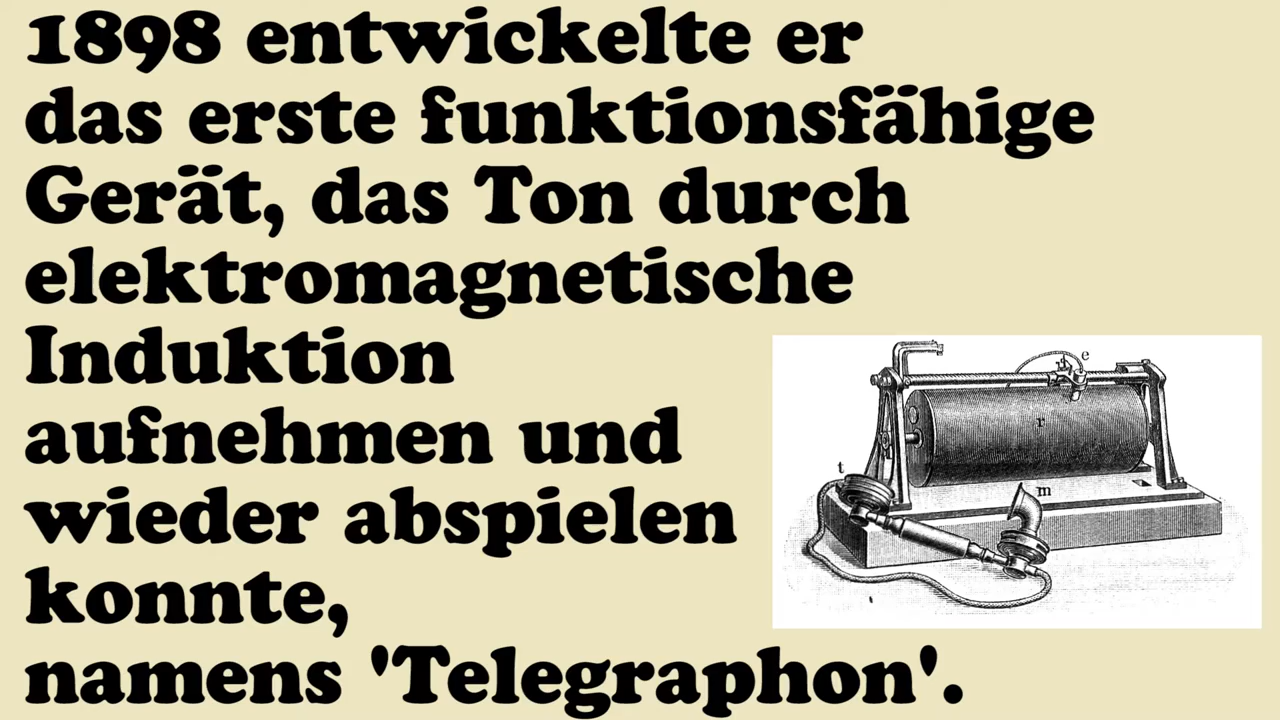 1898 entwickelte er
das erste funktionsfähige
Gerät, das Ton durch
elektromagnetische
Induktion
aufnehmen und
wieder abspielen
konnte,
namens 'Telegraphon'.
e
r
t
m